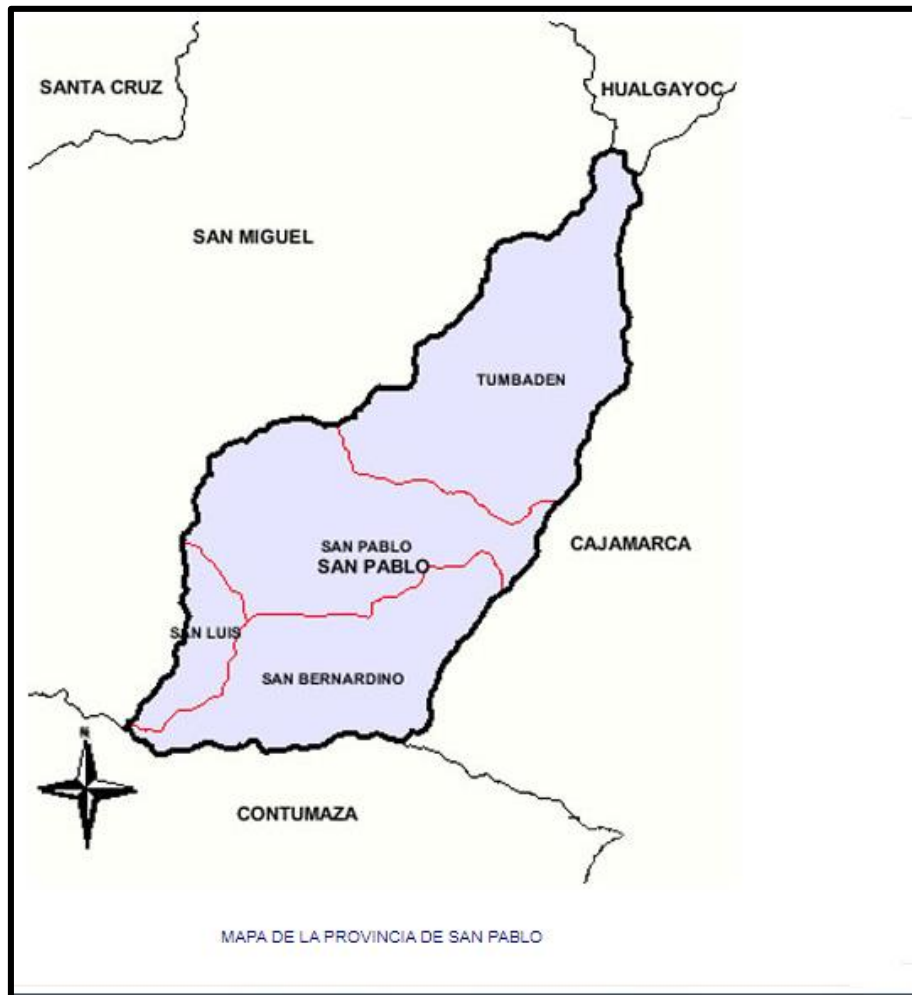 SANTA CRUZ
HUALGAYOC
SAN MIGUEL
TUMBADEN
CAJAMARCA
SAN PABLO
SAN PABLO
SAN LUIS
SAN BERNARDINO
N
CONTUMAZA
MAPA DE LA PROVINCIA DE SAN PABLO